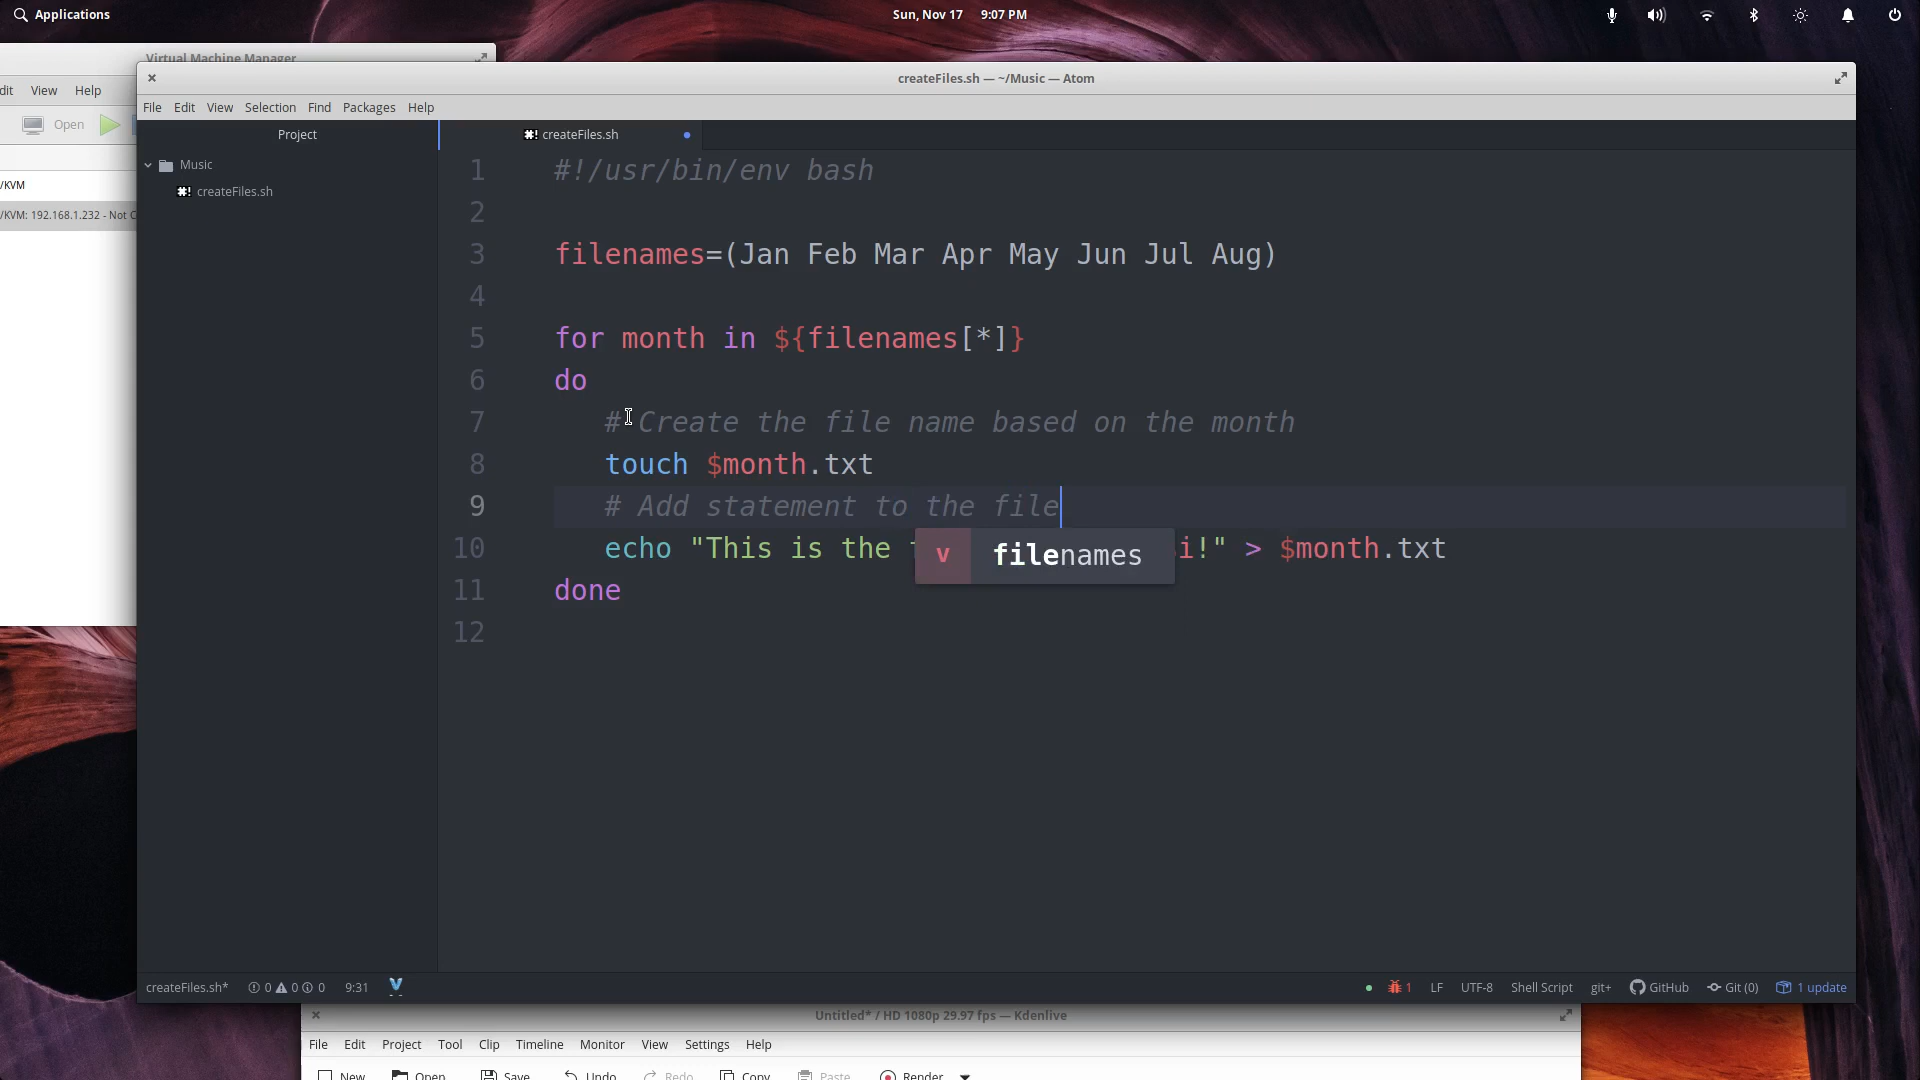 Applications
Sun, Nov 17 9:07 PM
Virtual Machine Manager
dit View Help
Open
/KVM
/KVM: 192.168.1.232 - Not C
createFiles.sh — ~/Music — Atom
File Edit View Selection Find Packages Help
Project
Music
createFiles.sh
createFiles.sh
1 #!/usr/bin/env bash
2
3 filenames=(Jan Feb Mar Apr May Jun Jul Aug)
4
5 for month in ${filenames[*]}
6 do
7 # Create the file name based on the month
8 touch $month.txt
9 # Add statement to the file
10 echo "This is the i!" > $month.txt
v filenames
11 done
12
createFiles.sh* 0 0 0 9:31
1 LF UTF-8 Shell Script git+ GitHub Git (0) 1 update
Untitled* / HD 1080p 29.97 fps — Kdenlive
File Edit Project Tool Clip Timeline Monitor View Settings Help
New Open Save Undo Redo Copy Paste Render